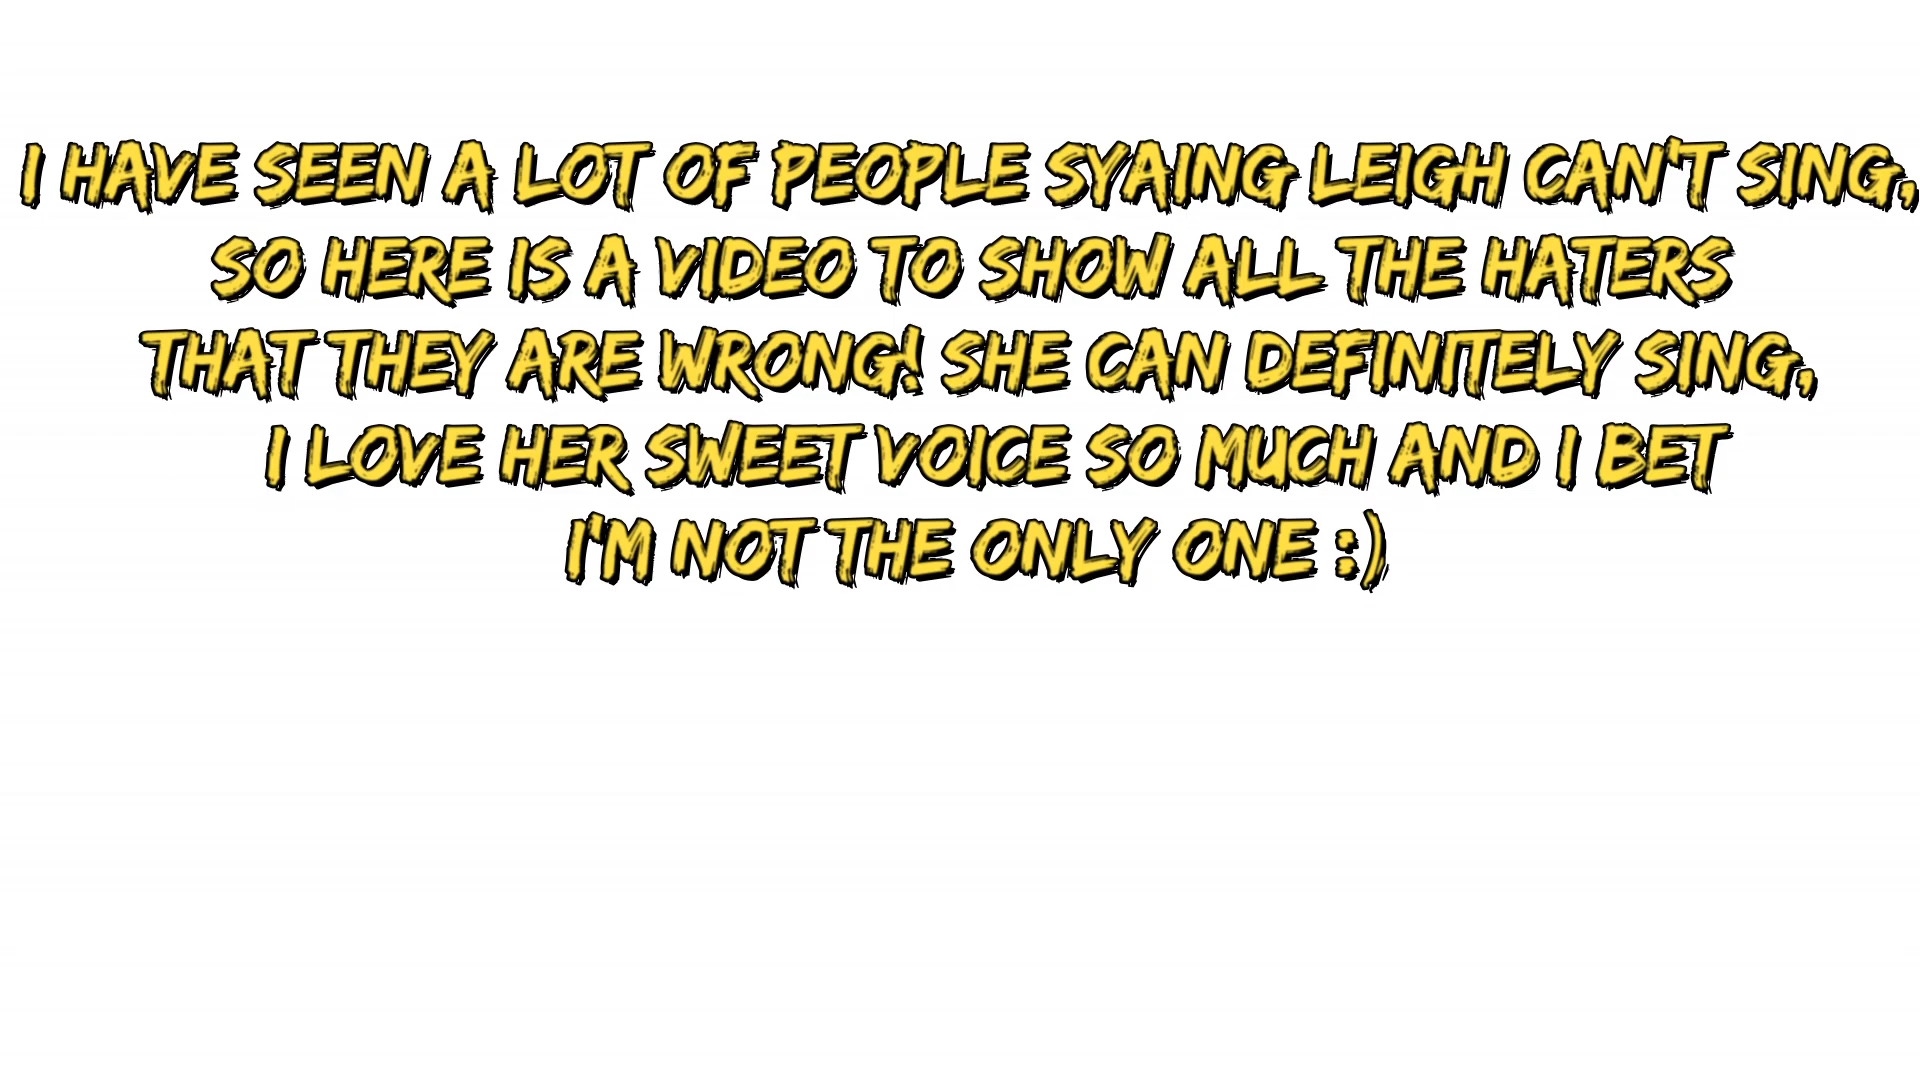 I HAVE SEEN A LOT OF PEOPLE SYAING LEIGH CAN'T SING,
SO HERE IS A VIDEO TO SHOW ALL THE HATERS
THAT THEY ARE WRONG! SHE CAN DEFINITELY SING,
I LOVE HER SWEET VOICE SO MUCH AND I BET
I'M NOT THE ONLY ONE :)